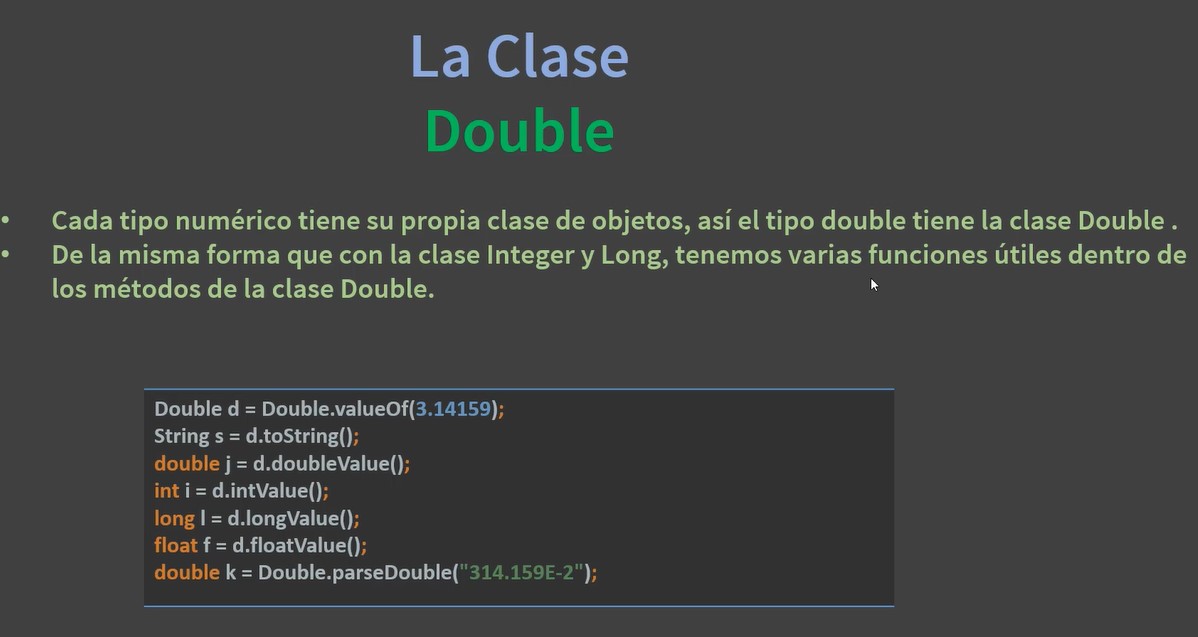 La Clase
Double
• Cada tipo numérico tiene su propia clase de objetos, así el tipo double tiene la clase Double .
• De la misma forma que con la clase Integer y Long, tenemos varias funciones útiles dentro de
los métodos de la clase Double.
Double d = Double.valueOf(3.14159);
String s = d.toString();
double j = d.doubleValue();
int i = d.intValue();
long l = d.longValue();
float f = d.floatValue();
double k = Double.parseDouble("314.159E-2");